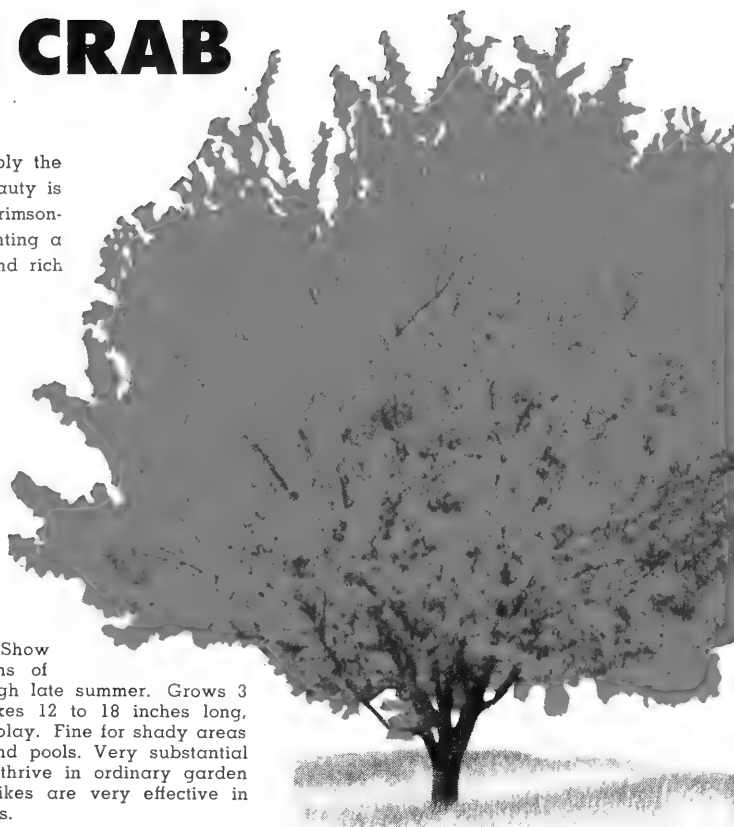 CRAB
bly the
auty is
rimson-
nting a
nd rich
Show
ns of
gh late summer. Grows 3
kes 12 to 18 inches long,
play. Fine for shady areas
nd pools. Very substantial
thrive in ordinary garden
ikes are very effective in
s.